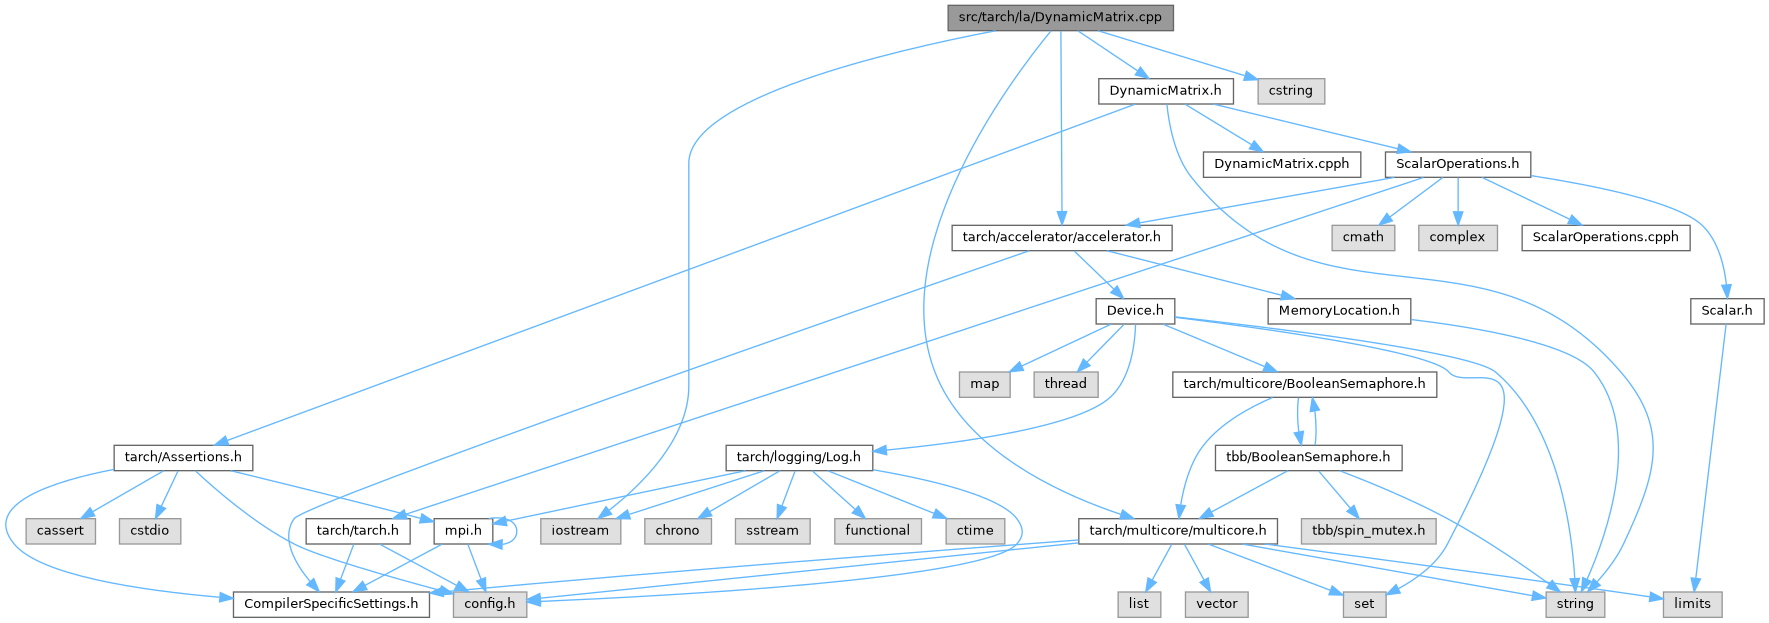 src/tarch/la/DynamicMatrix.cpp
DynamicMatrix.h
cstring
DynamicMatrix.cpph
ScalarOperations.h
tarch/accelerator/accelerator.h
cmath
complex
ScalarOperations.cpph
Device.h
MemoryLocation.h
Scalar.h
map
thread
tarch/multicore/BooleanSemaphore.h
tarch/Assertions.h
tarch/logging/Log.h
tbb/BooleanSemaphore.h
cassert
cstdio
tarch/tarch.h
mpi.h
iostream
chrono
sstream
functional
ctime
tarch/multicore/multicore.h
tbb/spin_mutex.h
CompilerSpecificSettings.h
config.h
list
vector
set
string
limits